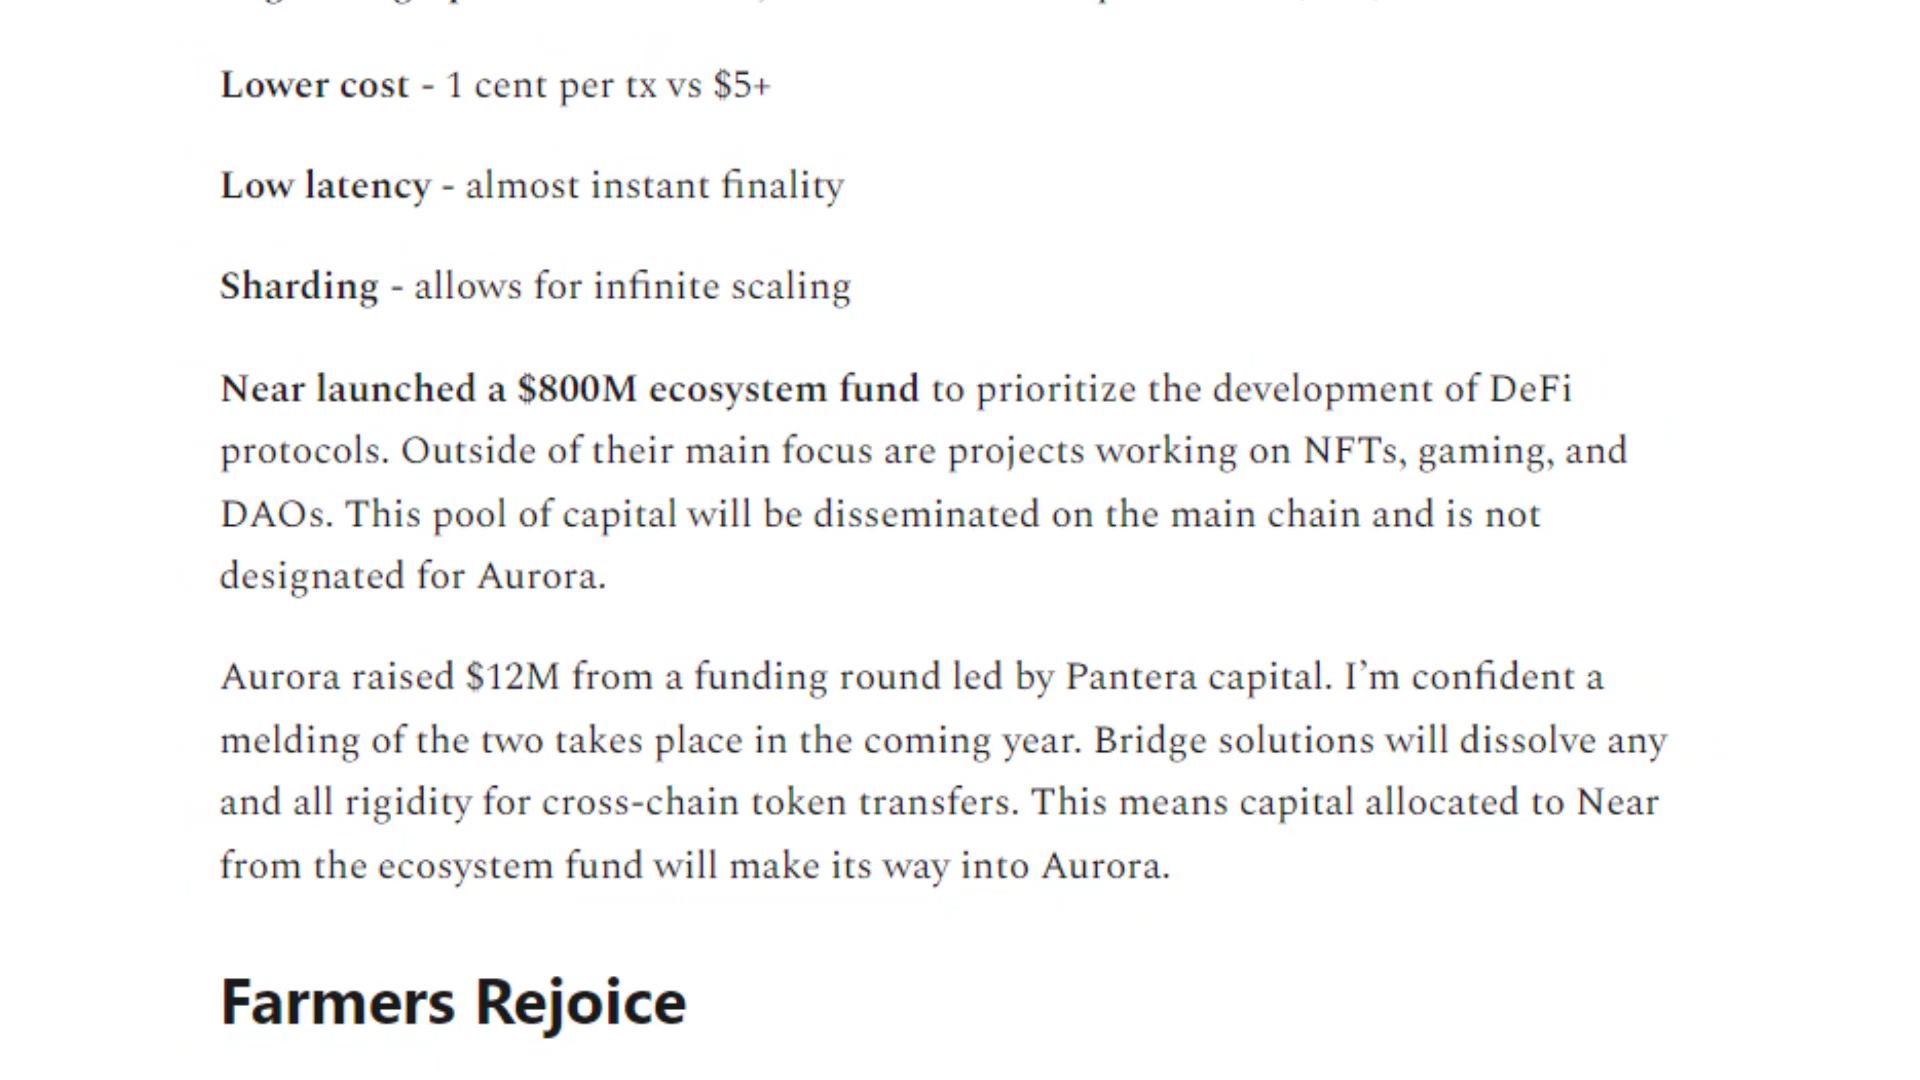 Lower cost - 1 cent per tx vs $5+
Low latency - almost instant finality
Sharding - allows for infinite scaling
Near launched a $800M ecosystem fund to prioritize the development of DeFi
protocols. Outside of their main focus are projects working on NFTs, gaming, and
DAOs. This pool of capital will be disseminated on the main chain and is not
designated for Aurora.
Aurora raised $12M from a funding round led by Pantera capital. I’m confident a
melding of the two takes place in the coming year. Bridge solutions will dissolve any
and all rigidity for cross-chain token transfers. This means capital allocated to Near
from the ecosystem fund will make its way into Aurora.
Farmers Rejoice